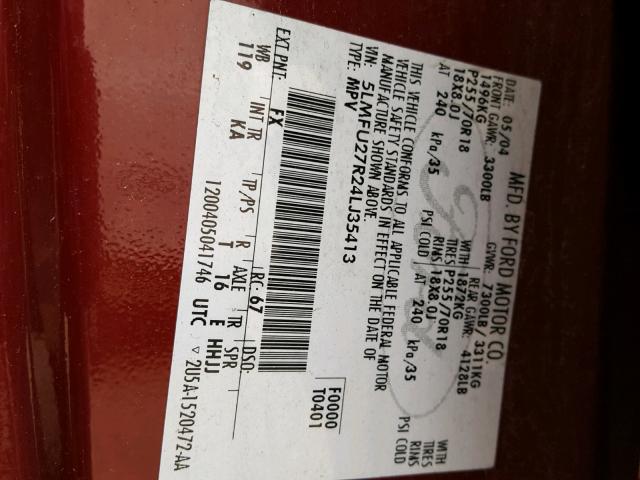 MFD. BY FORD MOTOR CO.
DATE: 05/04 GVWR: 7300LB/ 3311KG
FRONT GAWR: 3300LB REAR GAWR: 4128LB
1496KG WITH 1872KG WITH
P255/70R18 TIRES P255/70R18 TIRES
18X8.0J RIMS 18X8.0J RIMS
AT 240 kPa/35 PSI COLD AT 240 kPa/35 PSI COLD
THIS VEHICLE CONFORMS TO ALL APPLICABLE FEDERAL MOTOR
VEHICLE SAFETY STANDARDS IN EFFECT ON THE DATE OF
MANUFACTURE SHOWN ABOVE.
VIN: 5LMFU27R24LJ35413
MPV
F0000
T0401
EXT PNT: FX RC: 67 DSO:
WB INT TR TP/PS R AXLE TR SPR
119 KA T 16 E HHJJ
1200405041746 UTC ▽ 2U5A-1520472-AA